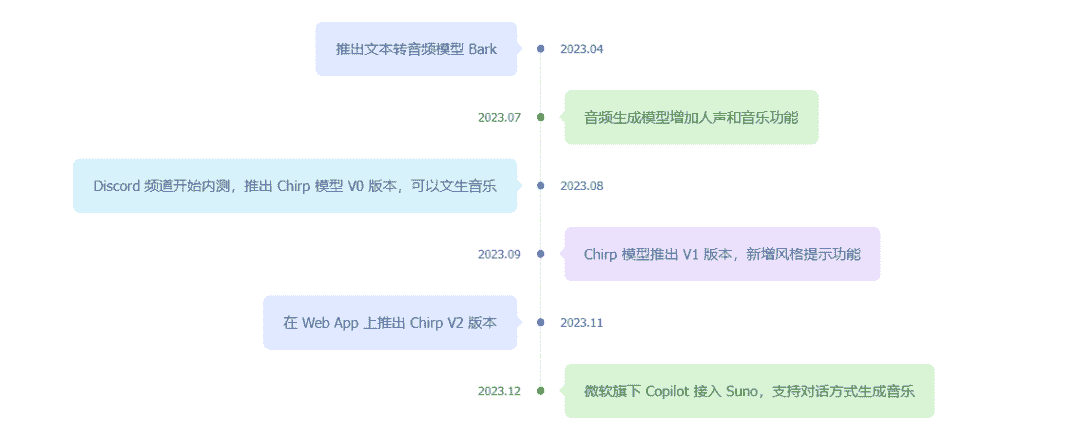 推出文本转音频模型 Bark
2023.04
2023.07
音频生成模型增加人声和音乐功能
Discord 频道开始内测，推出 Chirp 模型 V0 版本，可以文生音乐
2023.08
2023.09
Chirp 模型推出 V1 版本，新增风格提示功能
在 Web App 上推出 Chirp V2 版本
2023.11
2023.12
微软旗下 Copilot 接入 Suno，支持对话方式生成音乐